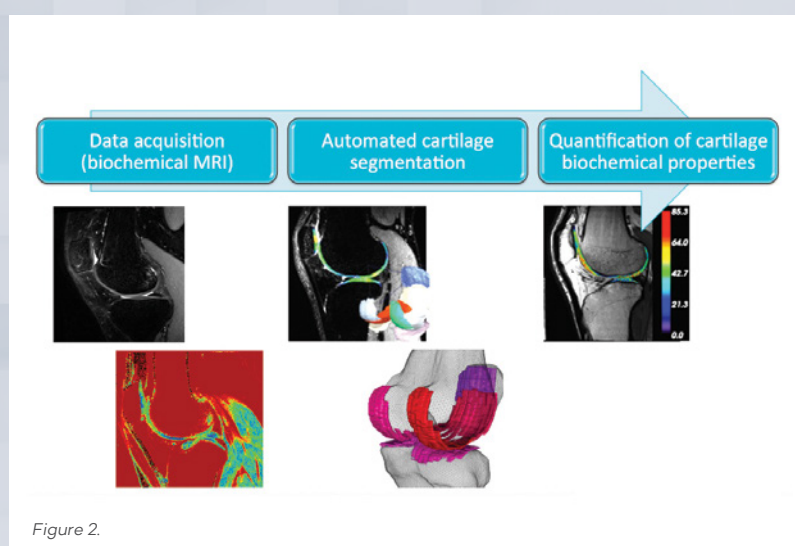 Data acquisition
(biochemical MRI)
Automated cartilage
segmentation
Quantification of cartilage
biochemical properties
85.3
64.0
42.7
21.3
0.0
Figure 2.